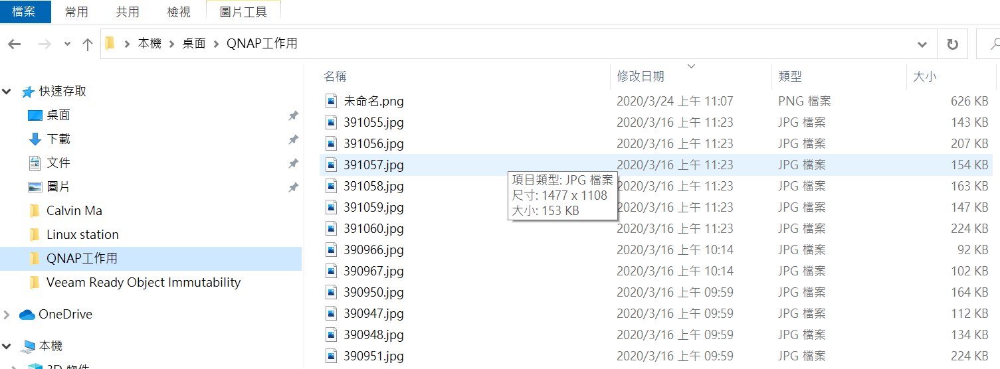 檔案 常用 共用 檢視 圖片工具
本機 桌面 QNAP工作用
名稱 修改日期 類型 大小
快速存取
桌面
下載
文件
圖片
Calvin Ma
Linux station
QNAP工作用
Veeam Ready Object Immutability
OneDrive
本機
3D 物件
未命名.png 2020/3/24 上午 11:07 PNG 檔案 626 KB
391055.jpg 2020/3/16 上午 11:23 JPG 檔案 143 KB
391056.jpg 2020/3/16 上午 11:23 JPG 檔案 207 KB
391057.jpg 2020/3/16 上午 11:23 JPG 檔案 154 KB
391058.jpg 2020/3/16 上午 11:23 JPG 檔案 163 KB
391059.jpg 2020/3/16 上午 11:23 JPG 檔案 147 KB
391060.jpg 2020/3/16 上午 11:23 JPG 檔案 224 KB
390966.jpg 2020/3/16 上午 10:14 JPG 檔案 92 KB
390967.jpg 2020/3/16 上午 10:14 JPG 檔案 102 KB
390950.jpg 2020/3/16 上午 09:59 JPG 檔案 164 KB
390947.jpg 2020/3/16 上午 09:59 JPG 檔案 112 KB
390948.jpg 2020/3/16 上午 09:59 JPG 檔案 134 KB
390951.jpg 2020/3/16 上午 09:59 JPG 檔案 224 KB
項目類型: JPG 檔案
尺寸: 1477 x 1108
大小: 153 KB